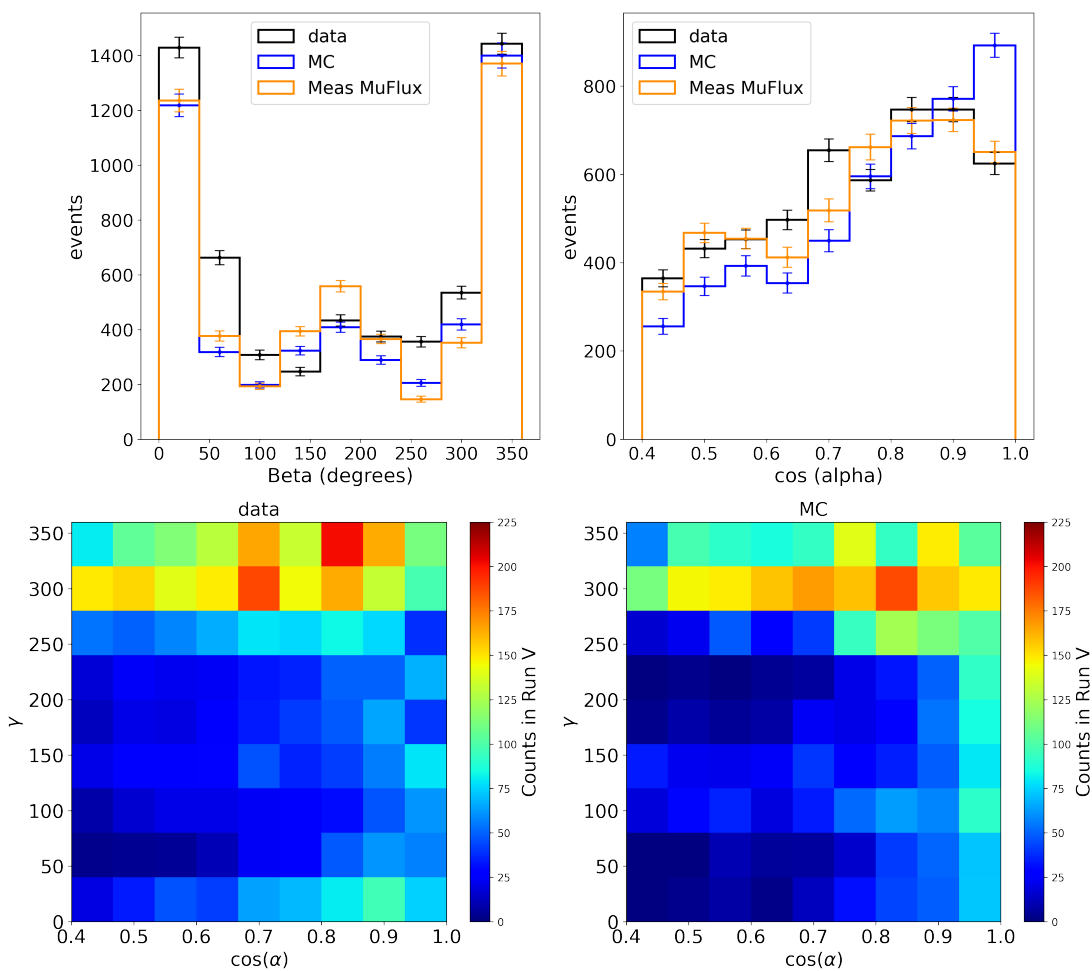 data
MC
Meas MuFlux
events
1400
1200
1000
800
600
400
200
0
0 50 100 150 200 250 300 350
Beta (degrees)
data
MC
Meas MuFlux
events
800
600
400
200
0
0.4 0.5 0.6 0.7 0.8 0.9 1.0
cos (alpha)
data
γ
350
300
250
200
150
100
50
0
0.4 0.5 0.6 0.7 0.8 0.9 1.0
cos(α)
225
200
175
150
125
100
75
50
25
0
Counts in Run V
MC
γ
350
300
250
200
150
100
50
0
0.4 0.5 0.6 0.7 0.8 0.9 1.0
cos(α)
225
200
175
150
125
100
75
50
25
0
Counts in Run V